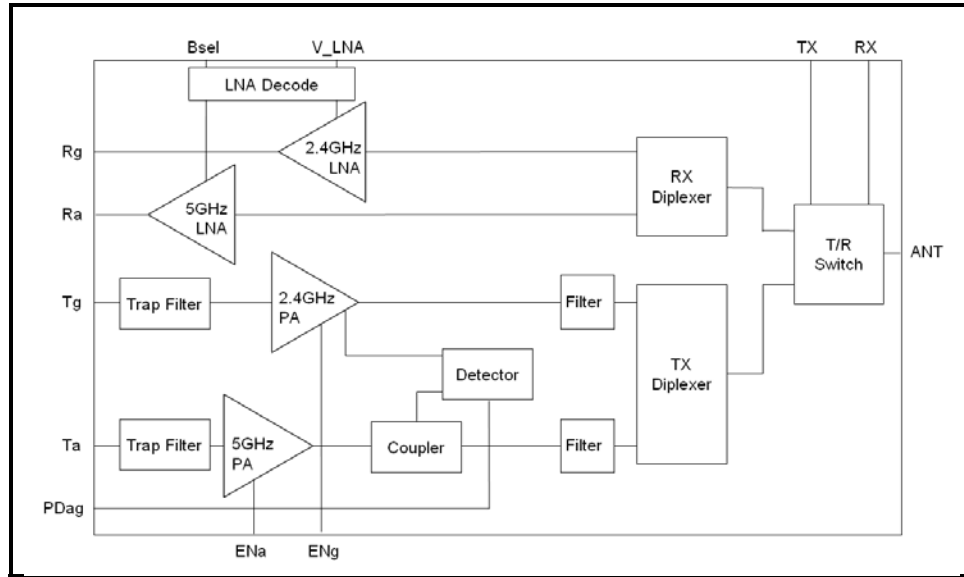 Bsel
V_LNA
TX
RX
LNA Decode
Rg
2.4GHz
LNA
RX
Diplexer
Ra
5GHz
LNA
T/R
Switch
ANT
Tg
Trap Filter
2.4GHz
PA
Filter
TX
Diplexer
Detector
Ta
Trap Filter
5GHz
PA
Coupler
Filter
PDag
ENa
ENg